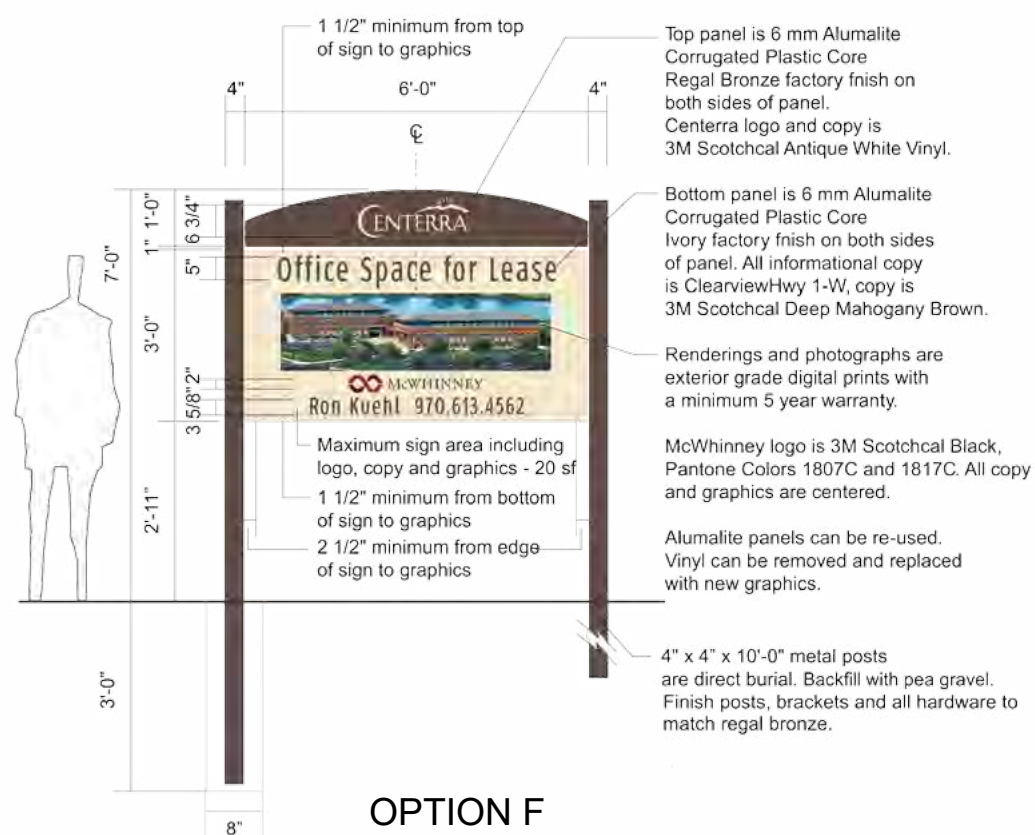 1 1/2" minimum from top
of sign to graphics
4"
6'-0"
4"
Top panel is 6 mm Alumalite
Corrugated Plastic Core
Regal Bronze factory fnish on
both sides of panel.
Centerra logo and copy is
3M Scotchcal Antique White Vinyl.
Bottom panel is 6 mm Alumalite
Corrugated Plastic Core
Ivory factory fnish on both sides
of panel. All informational copy
is ClearviewHwy 1-W, copy is
3M Scotchcal Deep Mahogany Brown.
Renderings and photographs are
exterior grade digital prints with
a minimum 5 year warranty.
McWhinney logo is 3M Scotchcal Black,
Pantone Colors 1807C and 1817C. All copy
and graphics are centered.
Alumalite panels can be re-used.
Vinyl can be removed and replaced
with new graphics.
4" x 4" x 10'-0" metal posts
are direct burial. Backfill with pea gravel.
Finish posts, brackets and all hardware to
match regal bronze.
7'-0"
1'-0"
1"
3'-0"
2'-11"
3'-0"
6 3/4"
5"
2"
3 5/8"
8"
CENTERRA
Office Space for Lease
MCWHINNEY
Ron Kuehl 970.613.4562
Maximum sign area including
logo, copy and graphics - 20 sf
1 1/2" minimum from bottom
of sign to graphics
2 1/2" minimum from edge
of sign to graphics
OPTION F